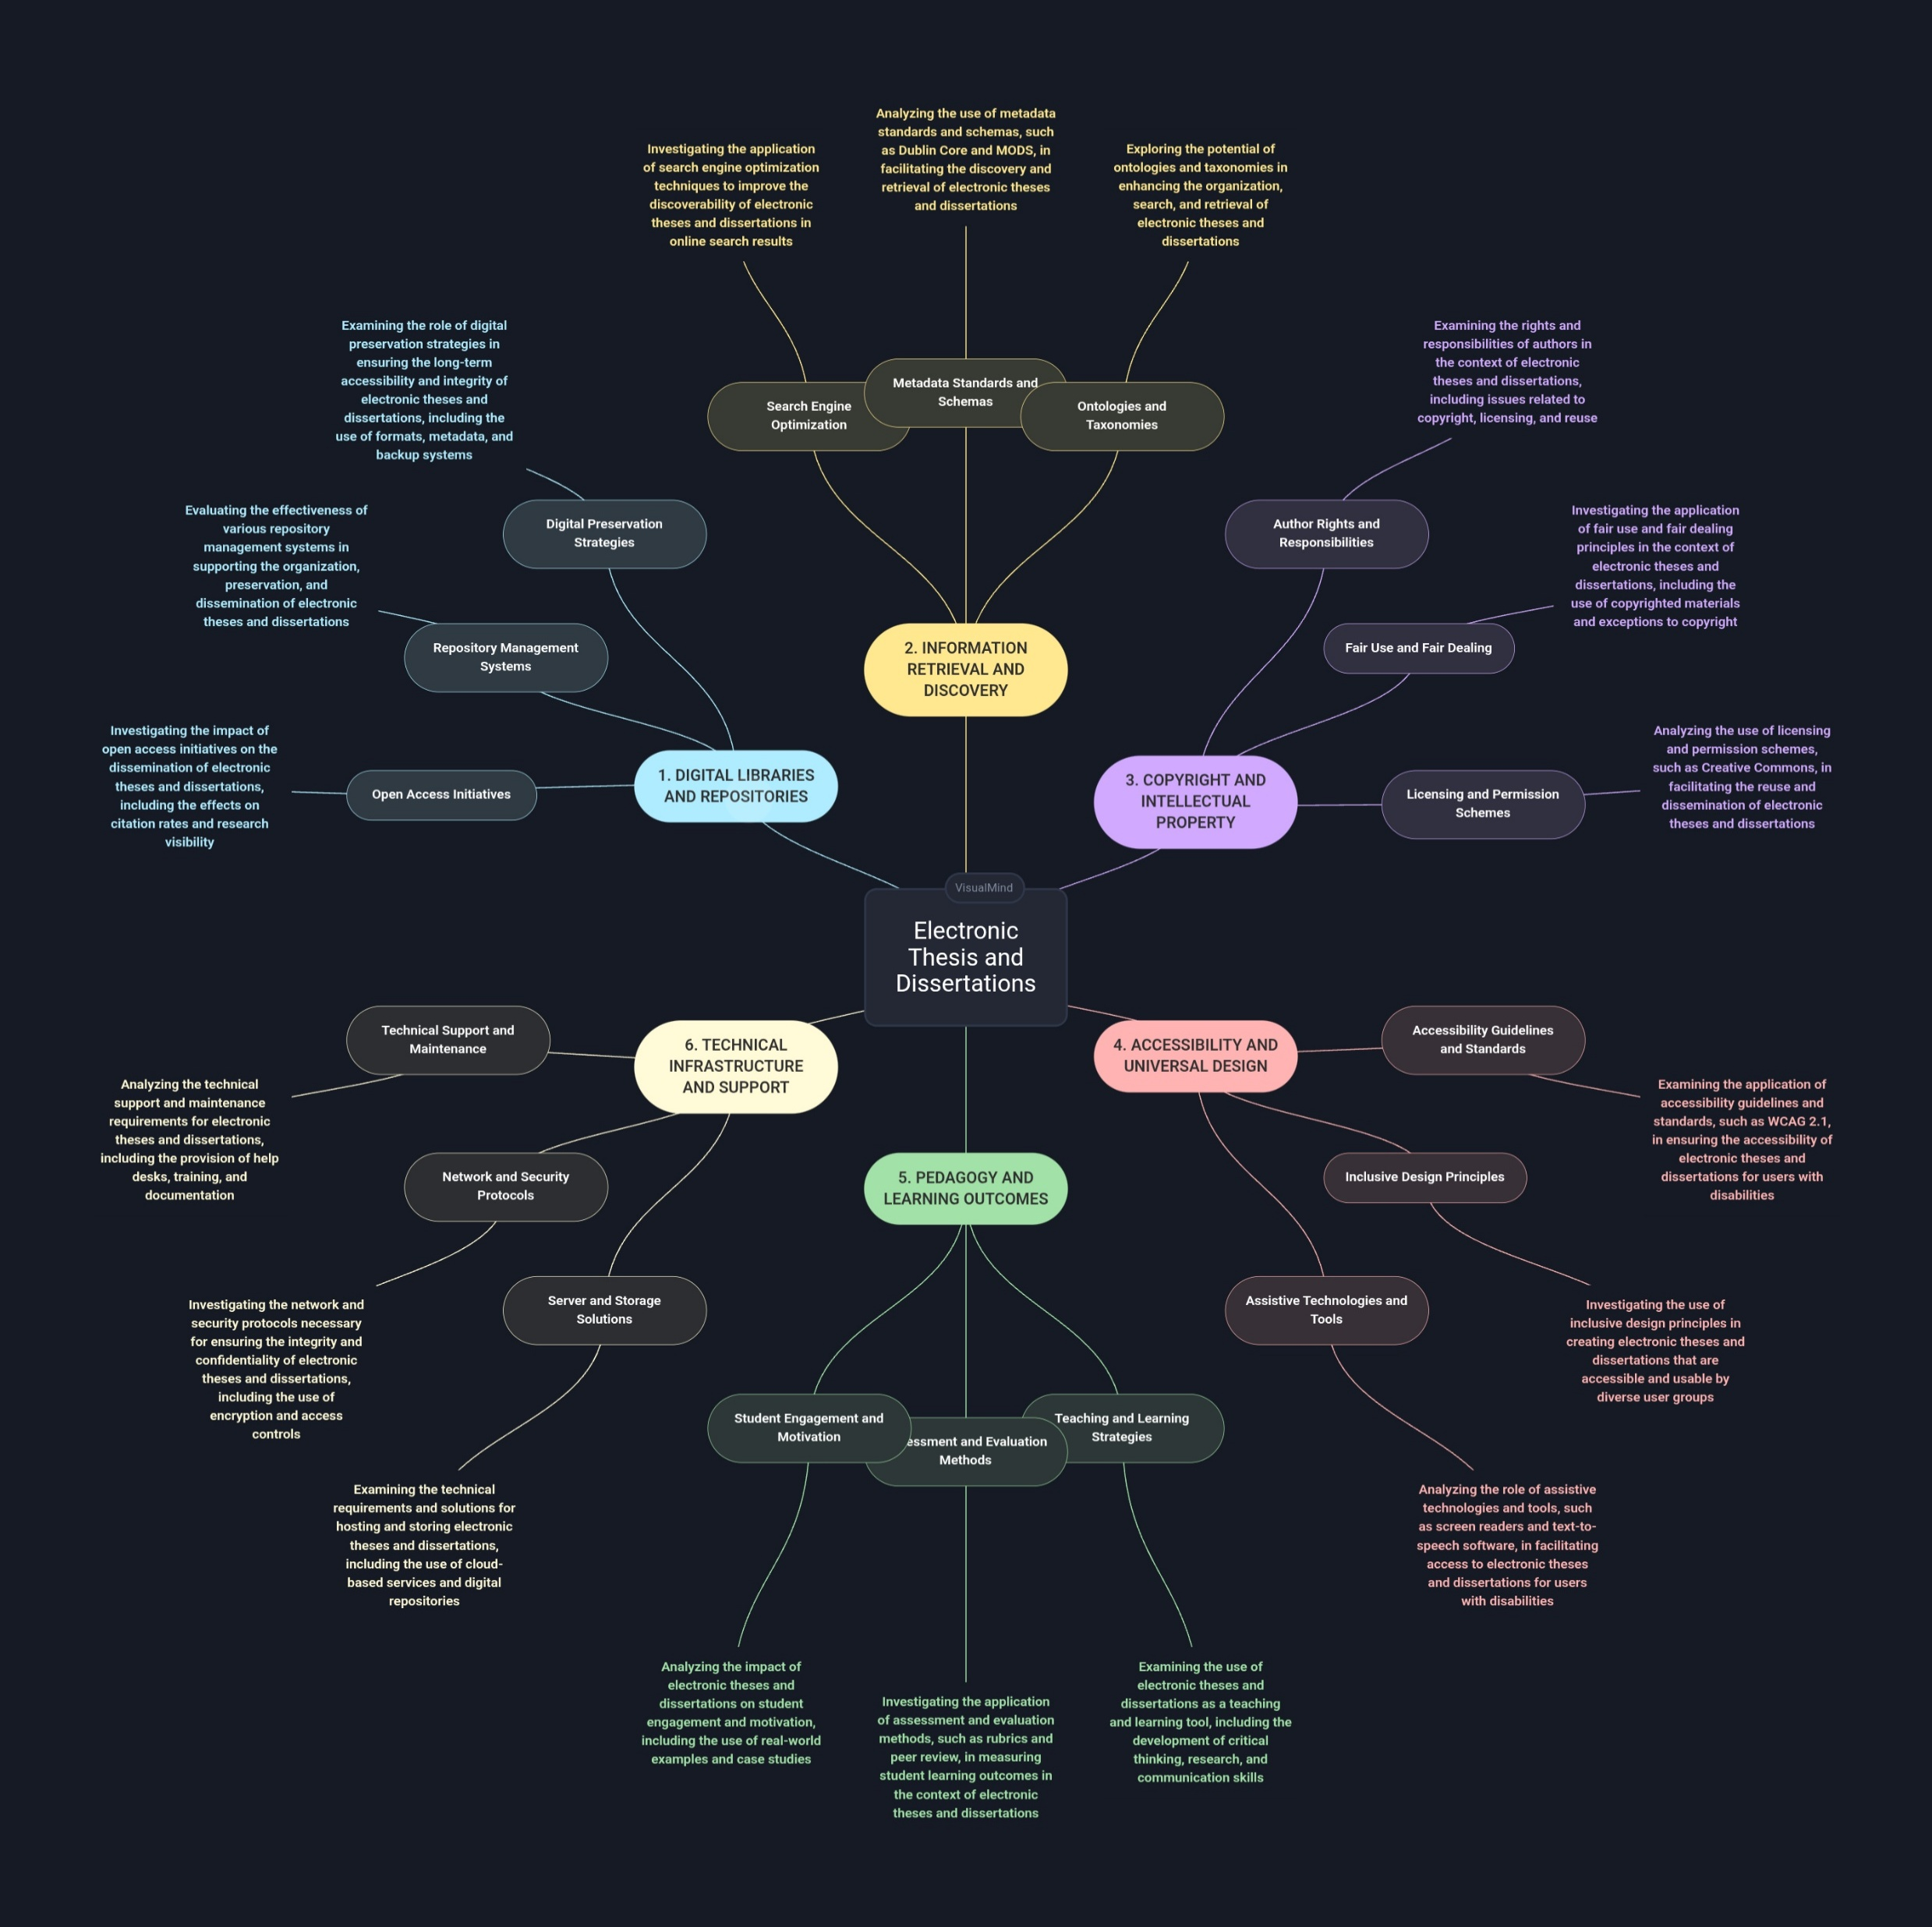 VisualMind
Electronic
Thesis and
Dissertations
1. DIGITAL LIBRARIES
AND REPOSITORIES
Open Access Initiatives
Investigating the impact of
open access initiatives on the
dissemination of electronic
theses and dissertations,
including the effects on
citation rates and research
visibility
Repository Management
Systems
Evaluating the effectiveness of
various repository
management systems in
supporting the organization,
preservation, and
dissemination of electronic
theses and dissertations
Digital Preservation
Strategies
Examining the role of digital
preservation strategies in
ensuring the long-term
accessibility and integrity of
electronic theses and
dissertations, including the
use of formats, metadata, and
backup systems
2. INFORMATION
RETRIEVAL AND
DISCOVERY
Search Engine
Optimization
Investigating the application
of search engine optimization
techniques to improve the
discoverability of electronic
theses and dissertations in
online search results
Metadata Standards and
Schemas
Analyzing the use of metadata
standards and schemas, such
as Dublin Core and MODS, in
facilitating the discovery and
retrieval of electronic theses
and dissertations
Ontologies and
Taxonomies
Exploring the potential of
ontologies and taxonomies in
enhancing the organization,
search, and retrieval of
electronic theses and
dissertations
3. COPYRIGHT AND
INTELLECTUAL
PROPERTY
Author Rights and
Responsibilities
Examining the rights and
responsibilities of authors in
the context of electronic
theses and dissertations,
including issues related to
copyright, licensing, and reuse
Fair Use and Fair Dealing
Investigating the application
of fair use and fair dealing
principles in the context of
electronic theses and
dissertations, including the
use of copyrighted materials
and exceptions to copyright
Licensing and Permission
Schemes
Analyzing the use of licensing
and permission schemes,
such as Creative Commons, in
facilitating the reuse and
dissemination of electronic
theses and dissertations
4. ACCESSIBILITY AND
UNIVERSAL DESIGN
Accessibility Guidelines
and Standards
Examining the application of
accessibility guidelines and
standards, such as WCAG 2.1,
in ensuring the accessibility of
electronic theses and
dissertations for users with
disabilities
Inclusive Design Principles
Investigating the use of
inclusive design principles in
creating electronic theses and
dissertations that are
accessible and usable by
diverse user groups
Assistive Technologies and
Tools
Analyzing the role of assistive
technologies and tools, such
as screen readers and text-to-
speech software, in facilitating
access to electronic theses
and dissertations for users
with disabilities
5. PEDAGOGY AND
LEARNING OUTCOMES
Teaching and Learning
Strategies
Examining the use of
electronic theses and
dissertations as a teaching
and learning tool, including the
development of critical
thinking, research, and
communication skills
essment and Evaluation
Methods
Investigating the application
of assessment and evaluation
methods, such as rubrics and
peer review, in measuring
student learning outcomes in
the context of electronic
theses and dissertations
Student Engagement and
Motivation
Analyzing the impact of
electronic theses and
dissertations on student
engagement and motivation,
including the use of real-world
examples and case studies
6. TECHNICAL
INFRASTRUCTURE
AND SUPPORT
Server and Storage
Solutions
Examining the technical
requirements and solutions for
hosting and storing electronic
theses and dissertations,
including the use of cloud-
based services and digital
repositories
Network and Security
Protocols
Investigating the network and
security protocols necessary
for ensuring the integrity and
confidentiality of electronic
theses and dissertations,
including the use of
encryption and access
controls
Technical Support and
Maintenance
Analyzing the technical
support and maintenance
requirements for electronic
theses and dissertations,
including the provision of help
desks, training, and
documentation